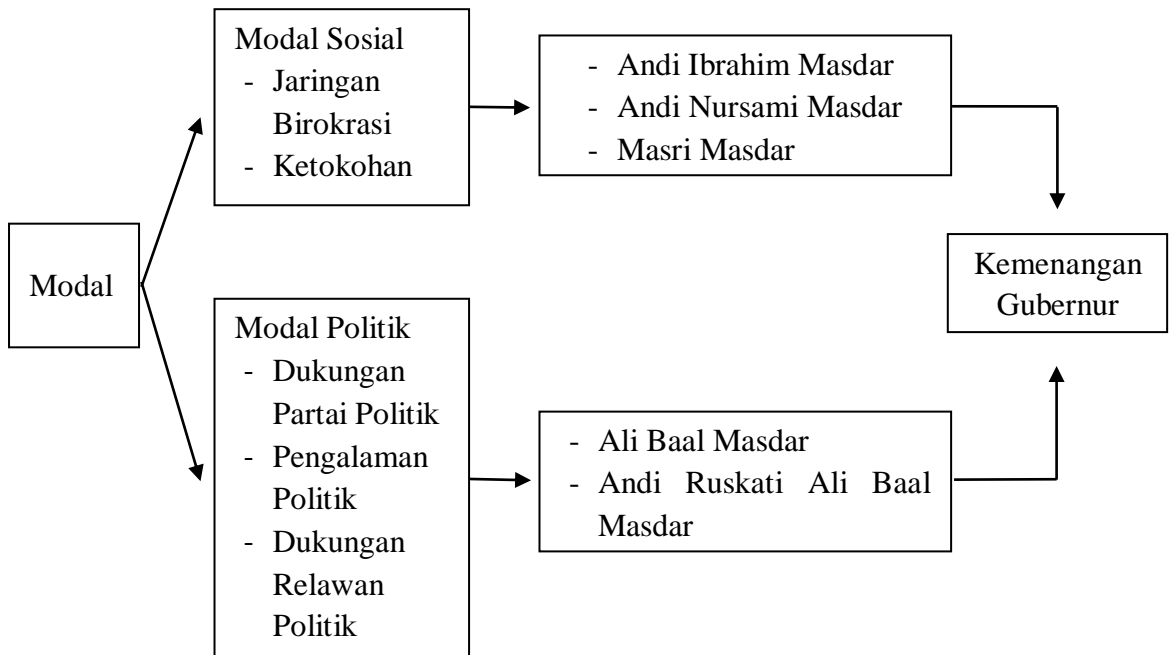 Modal
Modal Sosial
- Jaringan
Birokrasi
- Ketokohan
- Andi Ibrahim Masdar
- Andi Nursami Masdar
- Masri Masdar
Modal Politik
- Dukungan
Partai Politik
- Pengalaman
Politik
- Dukungan
Relawan
Politik
- Ali Baal Masdar
- Andi Ruskati Ali Baal
Masdar
Kemenangan
Gubernur